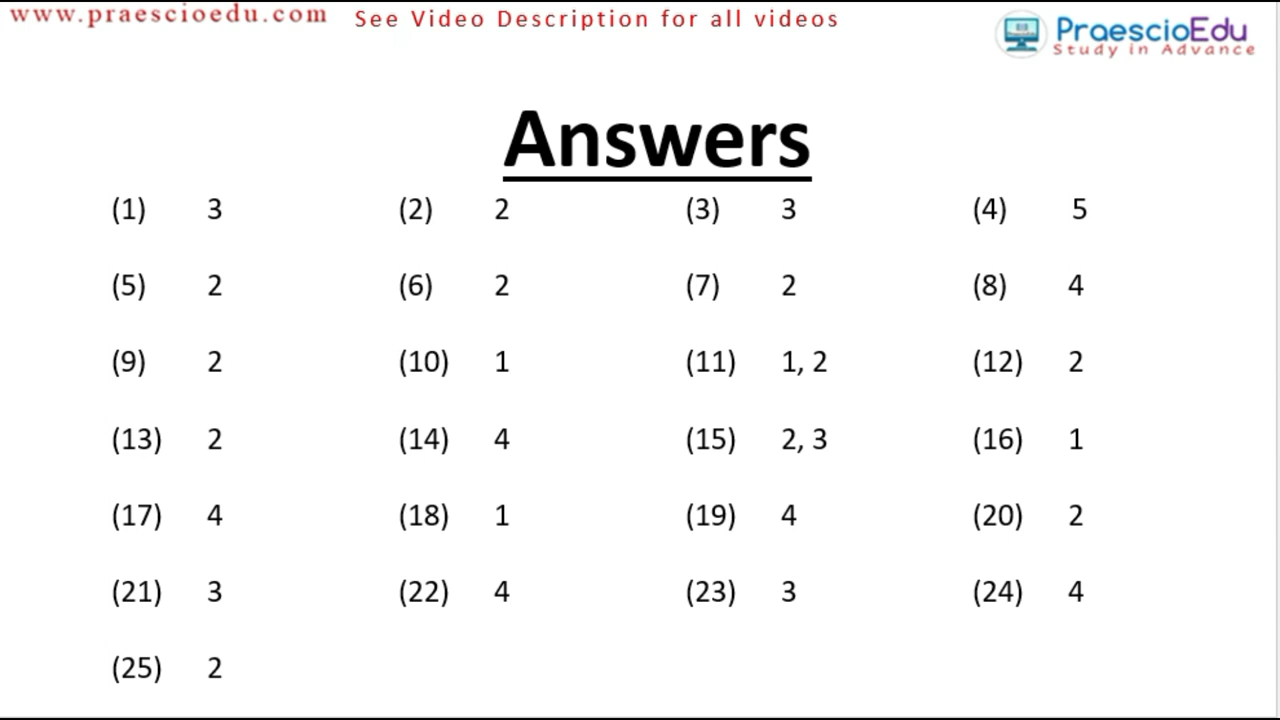 www.praescioedu.com See Video Description for all videos
PraescioEdu
Study in Advance
Answers
(1) 3 (2) 2 (3) 3 (4) 5
(5) 2 (6) 2 (7) 2 (8) 4
(9) 2 (10) 1 (11) 1, 2 (12) 2
(13) 2 (14) 4 (15) 2, 3 (16) 1
(17) 4 (18) 1 (19) 4 (20) 2
(21) 3 (22) 4 (23) 3 (24) 4
(25) 2